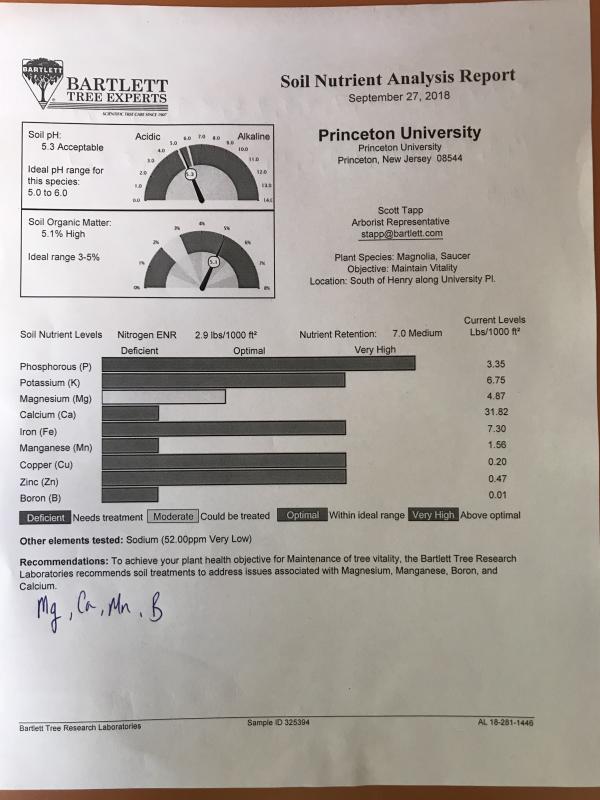 BARTLETT
BARTLETT
TREE EXPERTS
SCIENTIFIC TREE CARE SINCE 1907
Soil Nutrient Analysis Report
September 27, 2018
Soil pH:
5.3 Acceptable
Ideal pH range for
this species:
5.0 to 6.0
Acidic
Alkaline
0.0
1.0
2.0
3.0
4.0
5.0
6.0
7.0
8.0
9.0
10.0
11.0
12.0
13.0
14.0
5.3
Princeton University
Princeton University
Princeton, New Jersey 08544
Soil Organic Matter:
5.1% High
Ideal range 3-5%
0%
1%
2%
3%
4%
5%
6%
7%
8%
5.1
Scott Tapp
Arborist Representative
stapp@bartlett.com
Plant Species: Magnolia, Saucer
Objective: Maintain Vitality
Location: South of Henry along University Pl.
Soil Nutrient Levels Nitrogen ENR 2.9 lbs/1000 ft² Nutrient Retention: 7.0 Medium
Current Levels
Lbs/1000 ft²
Deficient Optimal Very High
Phosphorous (P) 3.35
Potassium (K) 6.75
Magnesium (Mg) 4.87
Calcium (Ca) 31.82
Iron (Fe) 7.30
Manganese (Mn) 1.56
Copper (Cu) 0.20
Zinc (Zn) 0.47
Boron (B) 0.01
Deficient Needs treatment Moderate Could be treated Optimal Within ideal range Very High Above optimal
Other elements tested: Sodium (52.00ppm Very Low)
Recommendations: To achieve your plant health objective for Maintenance of tree vitality, the Bartlett Tree Research
Laboratories recommends soil treatments to address issues associated with Magnesium, Manganese, Boron, and
Calcium.
Mg, Ca, Mn, B
Bartlett Tree Research Laboratories Sample ID 325394 AL 18-281-1446